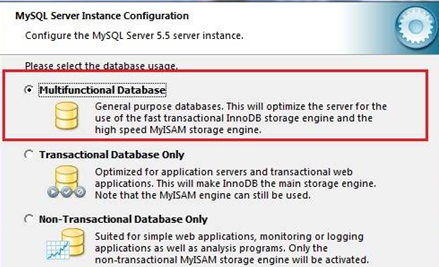 MySQL Server Instance Configuration
Configure the MySQL Server 5.5 server instance.
Please select the database usage.
Multifunctional Database
General purpose databases. This will optimize the server for the
use of the fast transactional InnoDB storage engine and the
high speed MyISAM storage engine.
Transactional Database Only
Optimized for application servers and transactional web
applications. This will make InnoDB the main storage engine.
Note that the MyISAM engine can still be used.
Non-Transactional Database Only
Suited for simple web applications, monitoring or logging
applications as well as analysis programs. Only the
non-transactional MyISAM storage engine will be activated.